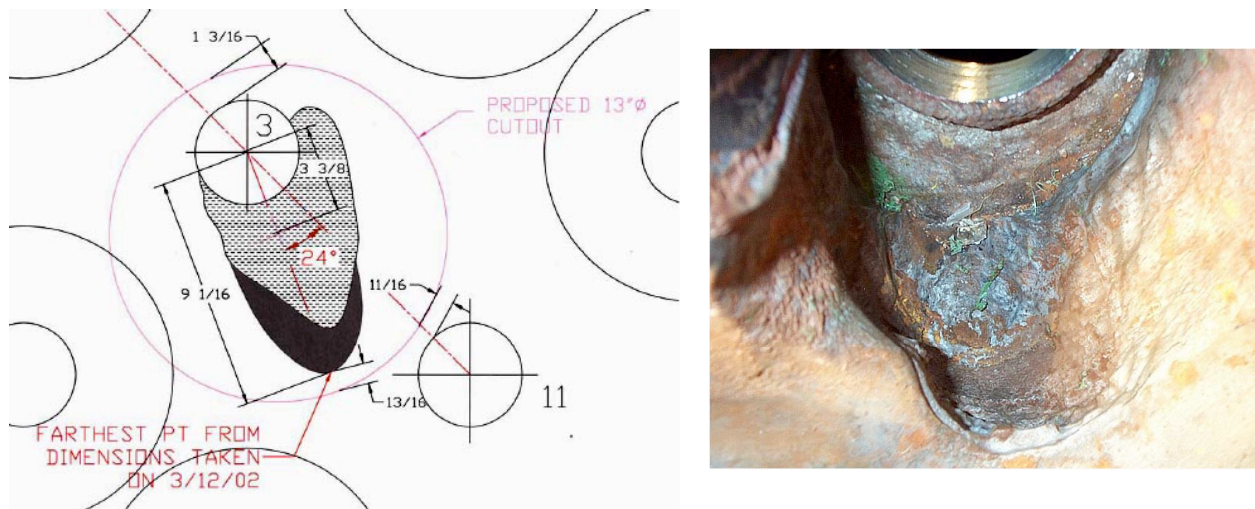 1 3/16
PROPOSED 13"Ø
CUTOUT
3
3 3/8
24°
9 1/16
11/16
13/16
11
FARTHEST PT FROM
DIMENSIONS TAKEN
ON 3/12/02